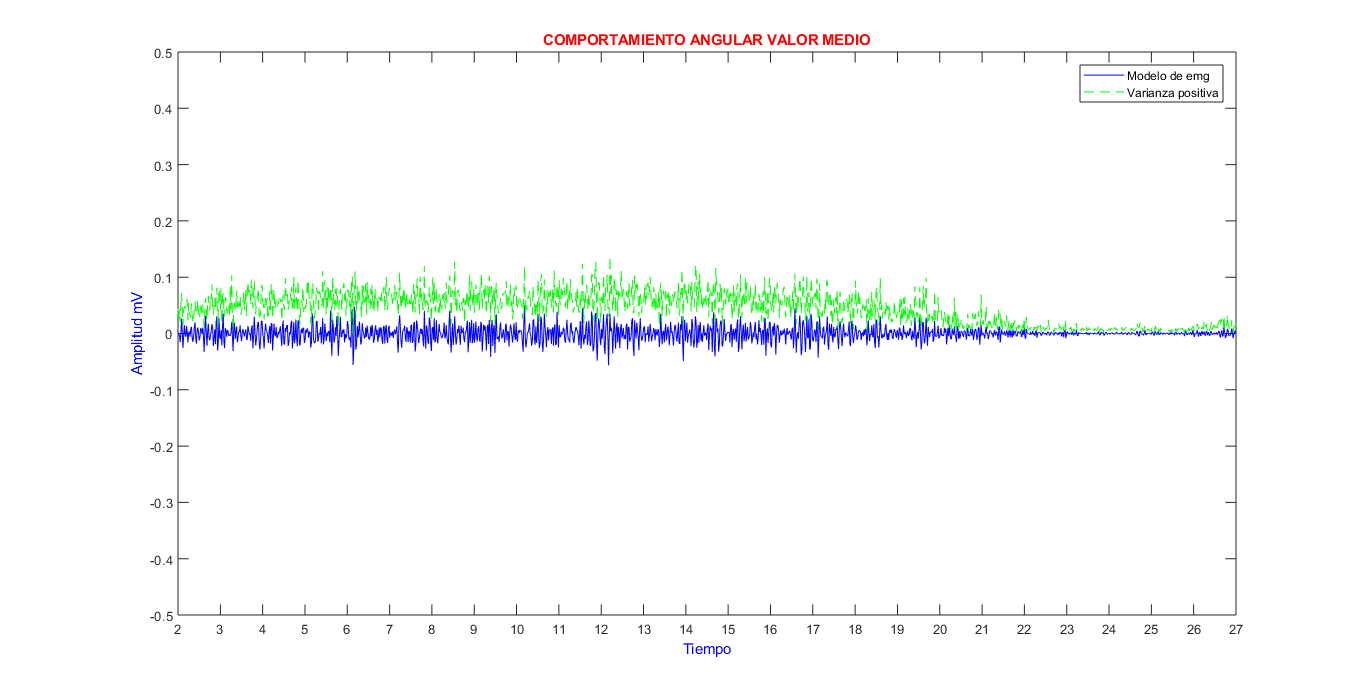 COMPORTAMIENTO ANGULAR VALOR MEDIO
Modelo de emg
Varianza positiva
0.5
0.4
0.3
0.2
0.1
0
-0.1
-0.2
-0.3
-0.4
-0.5
Amplitud mV
2 3 4 5 6 7 8 9 10 11 12 13 14 15 16 17 18 19 20 21 22 23 24 25 26 27
Tiempo